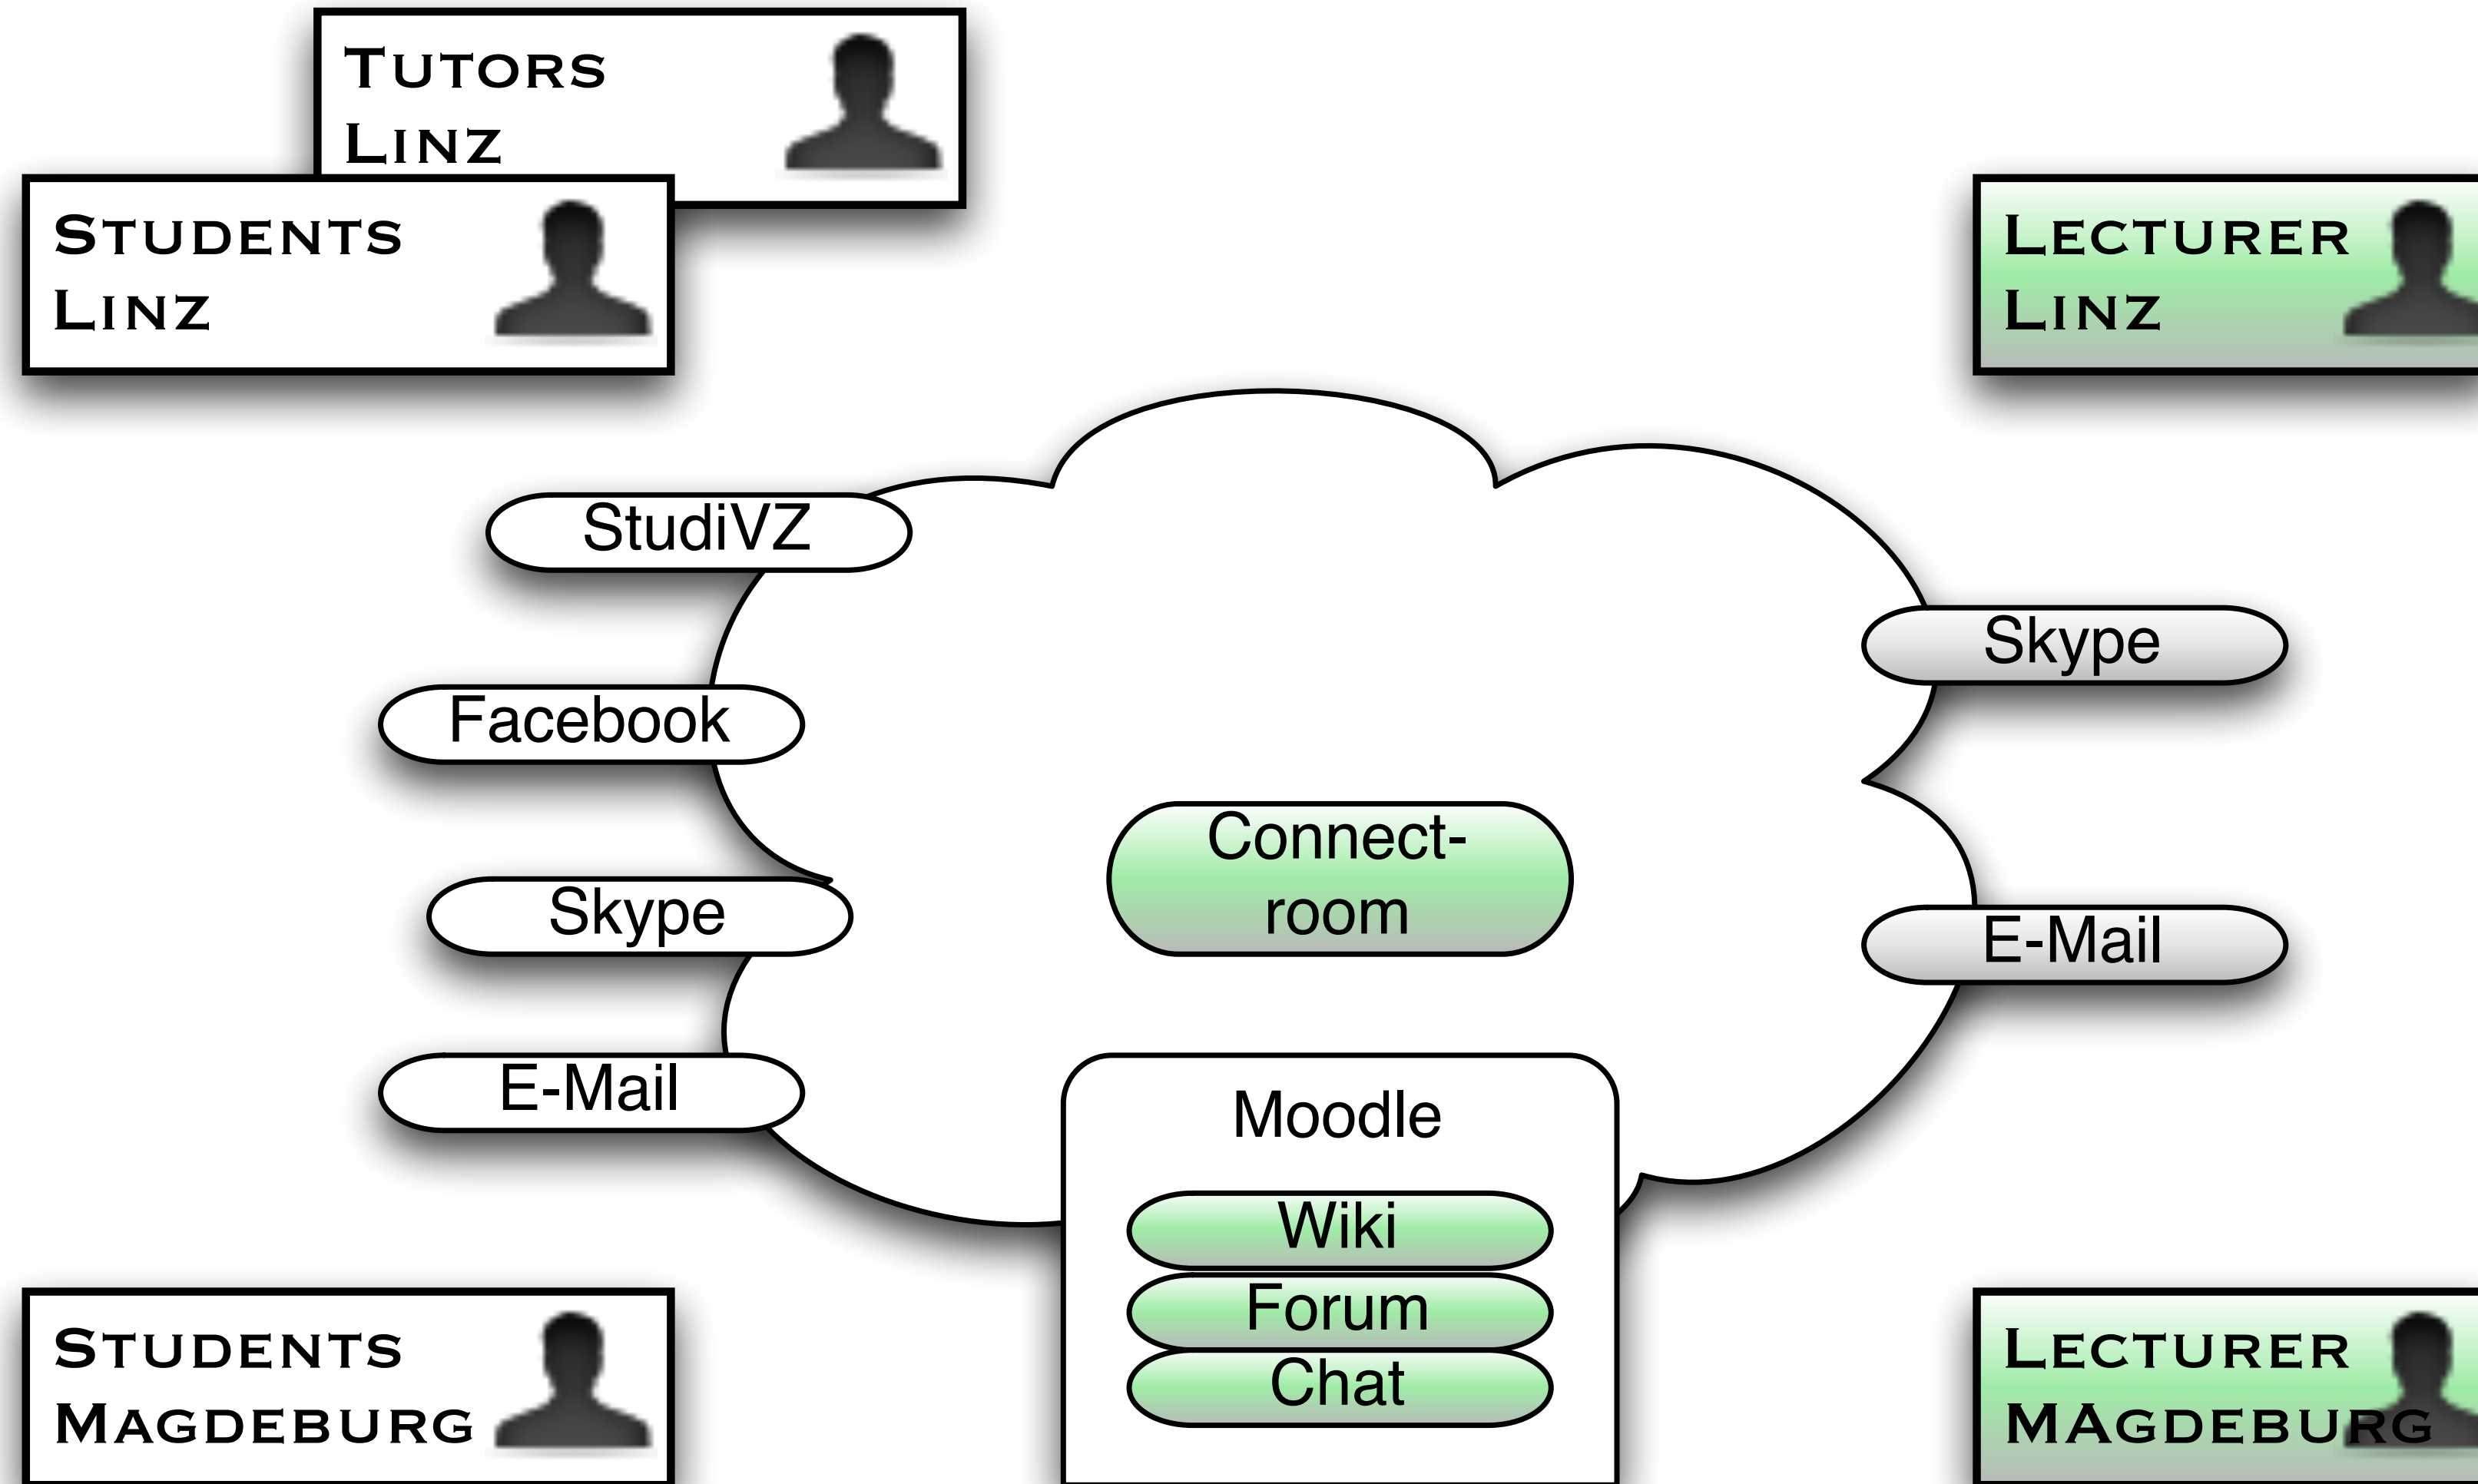 TUTORS
LINZ
STUDENTS
LINZ
LECTURER
LINZ
StudiVZ
Facebook
Skype
E-Mail
Skype
E-Mail
Connect-
room
Moodle
Wiki
Forum
Chat
STUDENTS
MAGDEBURG
LECTURER
MAGDEBURG